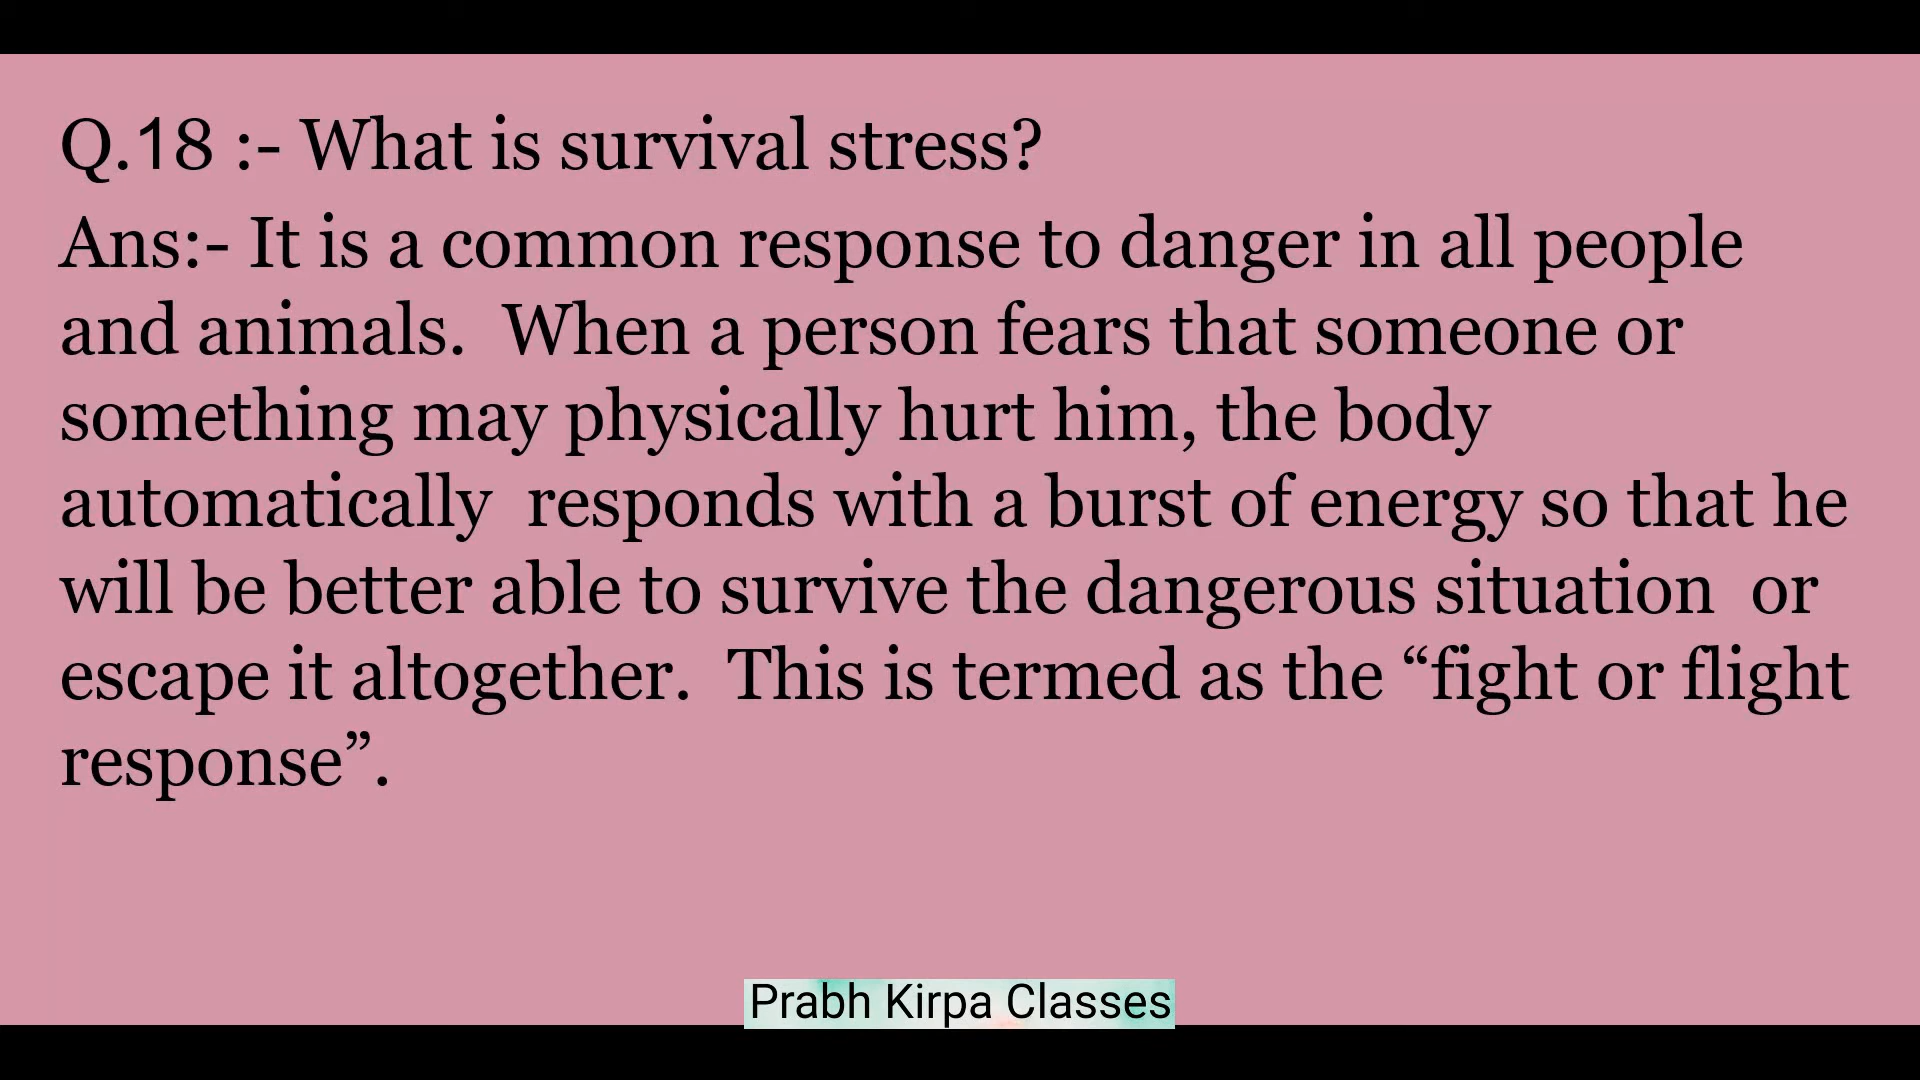 Q.18 :- What is survival stress?
Ans:- It is a common response to danger in all people
and animals.  When a person fears that someone or
something may physically hurt him, the body
automatically  responds with a burst of energy so that he
will be better able to survive the dangerous situation  or
escape it altogether.  This is termed as the “fight or flight
response”.
Prabh Kirpa Classes